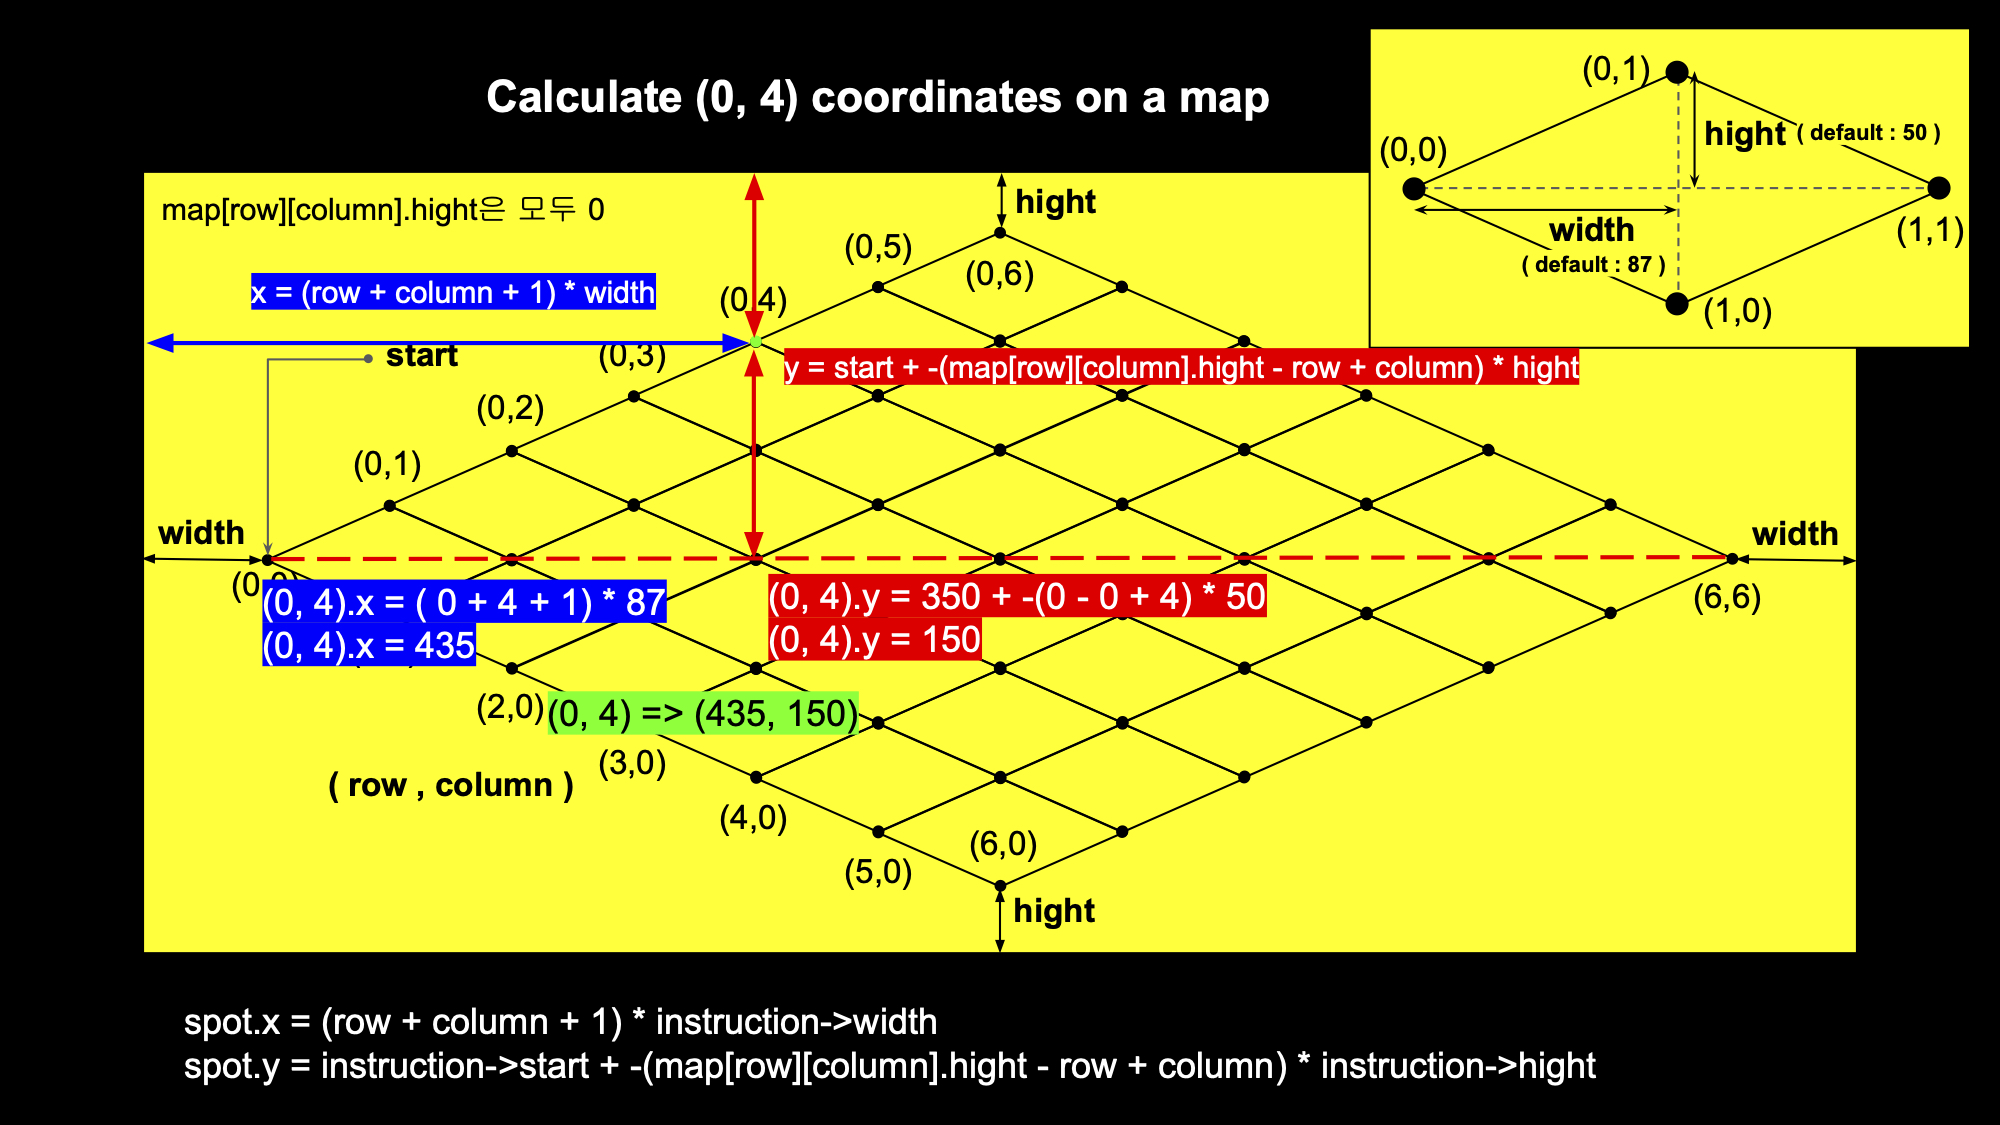 Calculate (0, 4) coordinates on a map
(0,1)
hight ( default : 50 )
(0,0)
width
( default : 87 )
(1,1)
(1,0)
map[row][column].hight은 모두 0
hight
(0,5)
(0,6)
x = (row + column + 1) * width
(0,4)
start
(0,3)
y = start + -(map[row][column].hight - row + column) * hight
(0,2)
(0,1)
width
width
(0,0)
(0, 4).x = ( 0 + 4 + 1) * 87
(0, 4).x = 435
(0, 4).y = 350 + -(0 - 0 + 4) * 50
(0, 4).y = 150
(6,6)
(2,0)
(0, 4) => (435, 150)
(3,0)
( row , column )
(4,0)
(6,0)
(5,0)
hight
spot.x = (row + column + 1) * instruction->width
spot.y = instruction->start + -(map[row][column].hight - row + column) * instruction->hight